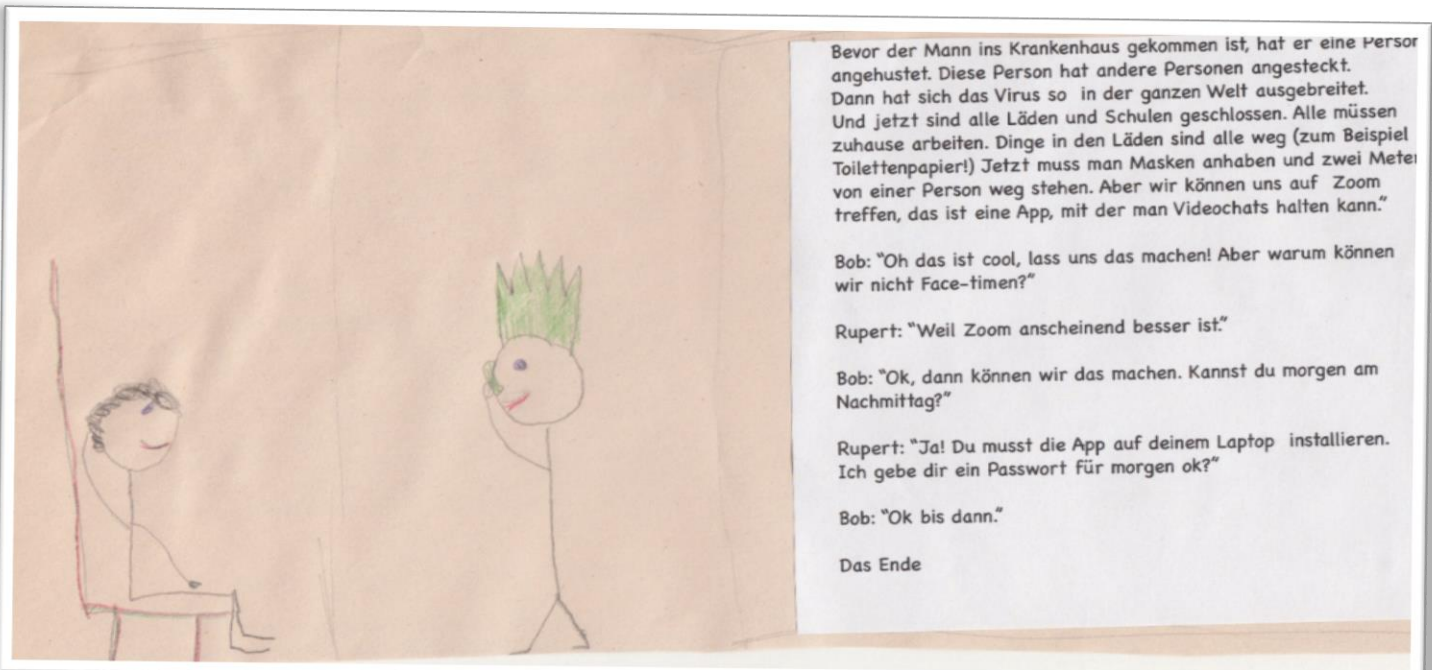 Bevor der Mann ins Krankenhaus gekommen ist, hat er eine Person
angehustet. Diese Person hat andere Personen angesteckt.
Dann hat sich das Virus so in der ganzen Welt ausgebreitet.
Und jetzt sind alle Läden und Schulen geschlossen. Alle müssen
zuhause arbeiten. Dinge in den Läden sind alle weg (zum Beispiel
Toilettenpapier!) Jetzt muss man Masken anhaben und zwei Meter
von einer Person weg stehen. Aber wir können uns auf Zoom
treffen, das ist eine App, mit der man Videochats halten kann."
Bob: "Oh das ist cool, lass uns das machen! Aber warum können
wir nicht Face-timen?"
Rupert: "Weil Zoom anscheinend besser ist."
Bob: "Ok, dann können wir das machen. Kannst du morgen am
Nachmittag?"
Rupert: "Ja! Du musst die App auf deinem Laptop installieren.
Ich gebe dir ein Passwort für morgen ok?"
Bob: "Ok bis dann."
Das Ende